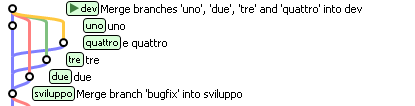 dev Merge branches 'uno', 'due', 'tre' and 'quattro' into dev
uno uno
quattro e quattro
tre tre
due due
sviluppo Merge branch 'bugfix' into sviluppo